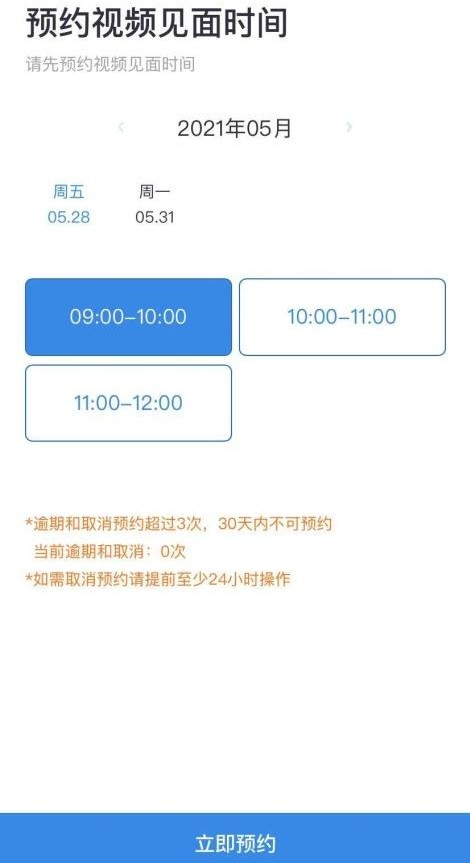 预约视频见面时间
请先预约视频见面时间
2021年05月
周五 周一
05.28 05.31
09:00–10:00 10:00–11:00
11:00–12:00
*逾期和取消预约超过3次，30天内不可预约
当前逾期和取消：0次
*如需取消预约请提前至少24小时操作
立即预约